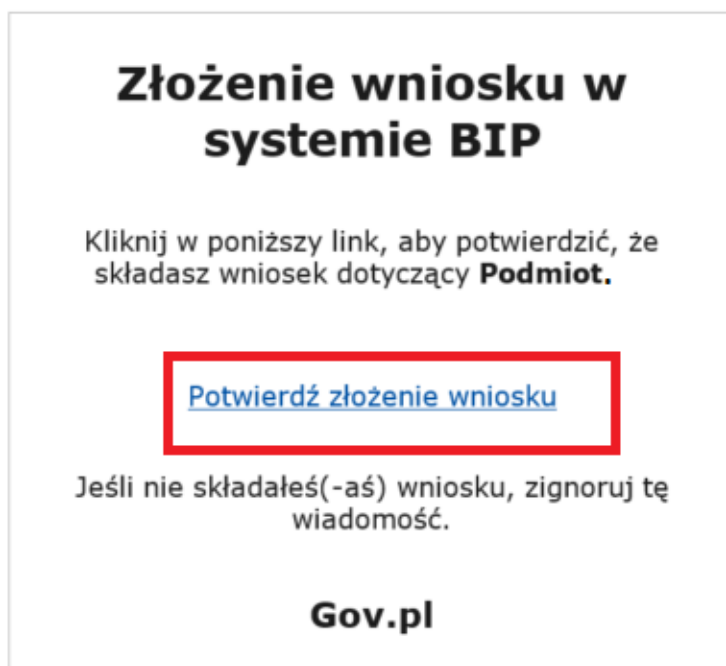 Złożenie wniosku w
systemie BIP
Kliknij w poniższy link, aby potwierdzić, że
składasz wniosek dotyczący Podmiot.
Potwierdź złożenie wniosku
Jeśli nie składałeś(-aś) wniosku, zignoruj tę
wiadomość.
Gov.pl